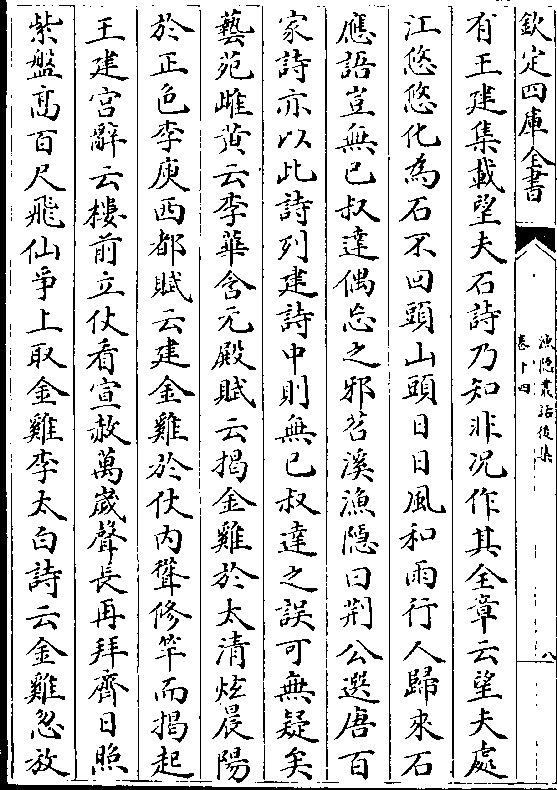 欽定四庫全書
漁隱叢話後集
卷十四
八
有王建集載望夫石詩乃知非况作其全章云望夫處
江悠悠化為石不回頭山頭日日風和雨行人歸來石
應語豈無已叔達偶忘之邪苕溪漁隠曰荆公選唐百
家詩亦以此詩列建詩中則無已叔達之誤可無疑矣
藝苑雌黄云李華含元殿賦云揭金雞於太清炫晨陽
於正色李庾西都賦云建金雞於仗内聳修竿而揭起
王建宫辭云樓前立仗看宣赦萬歲聲長再拜齊日照
紫盤髙百尺飛仙爭上取金雞李太白詩云金雞忽放